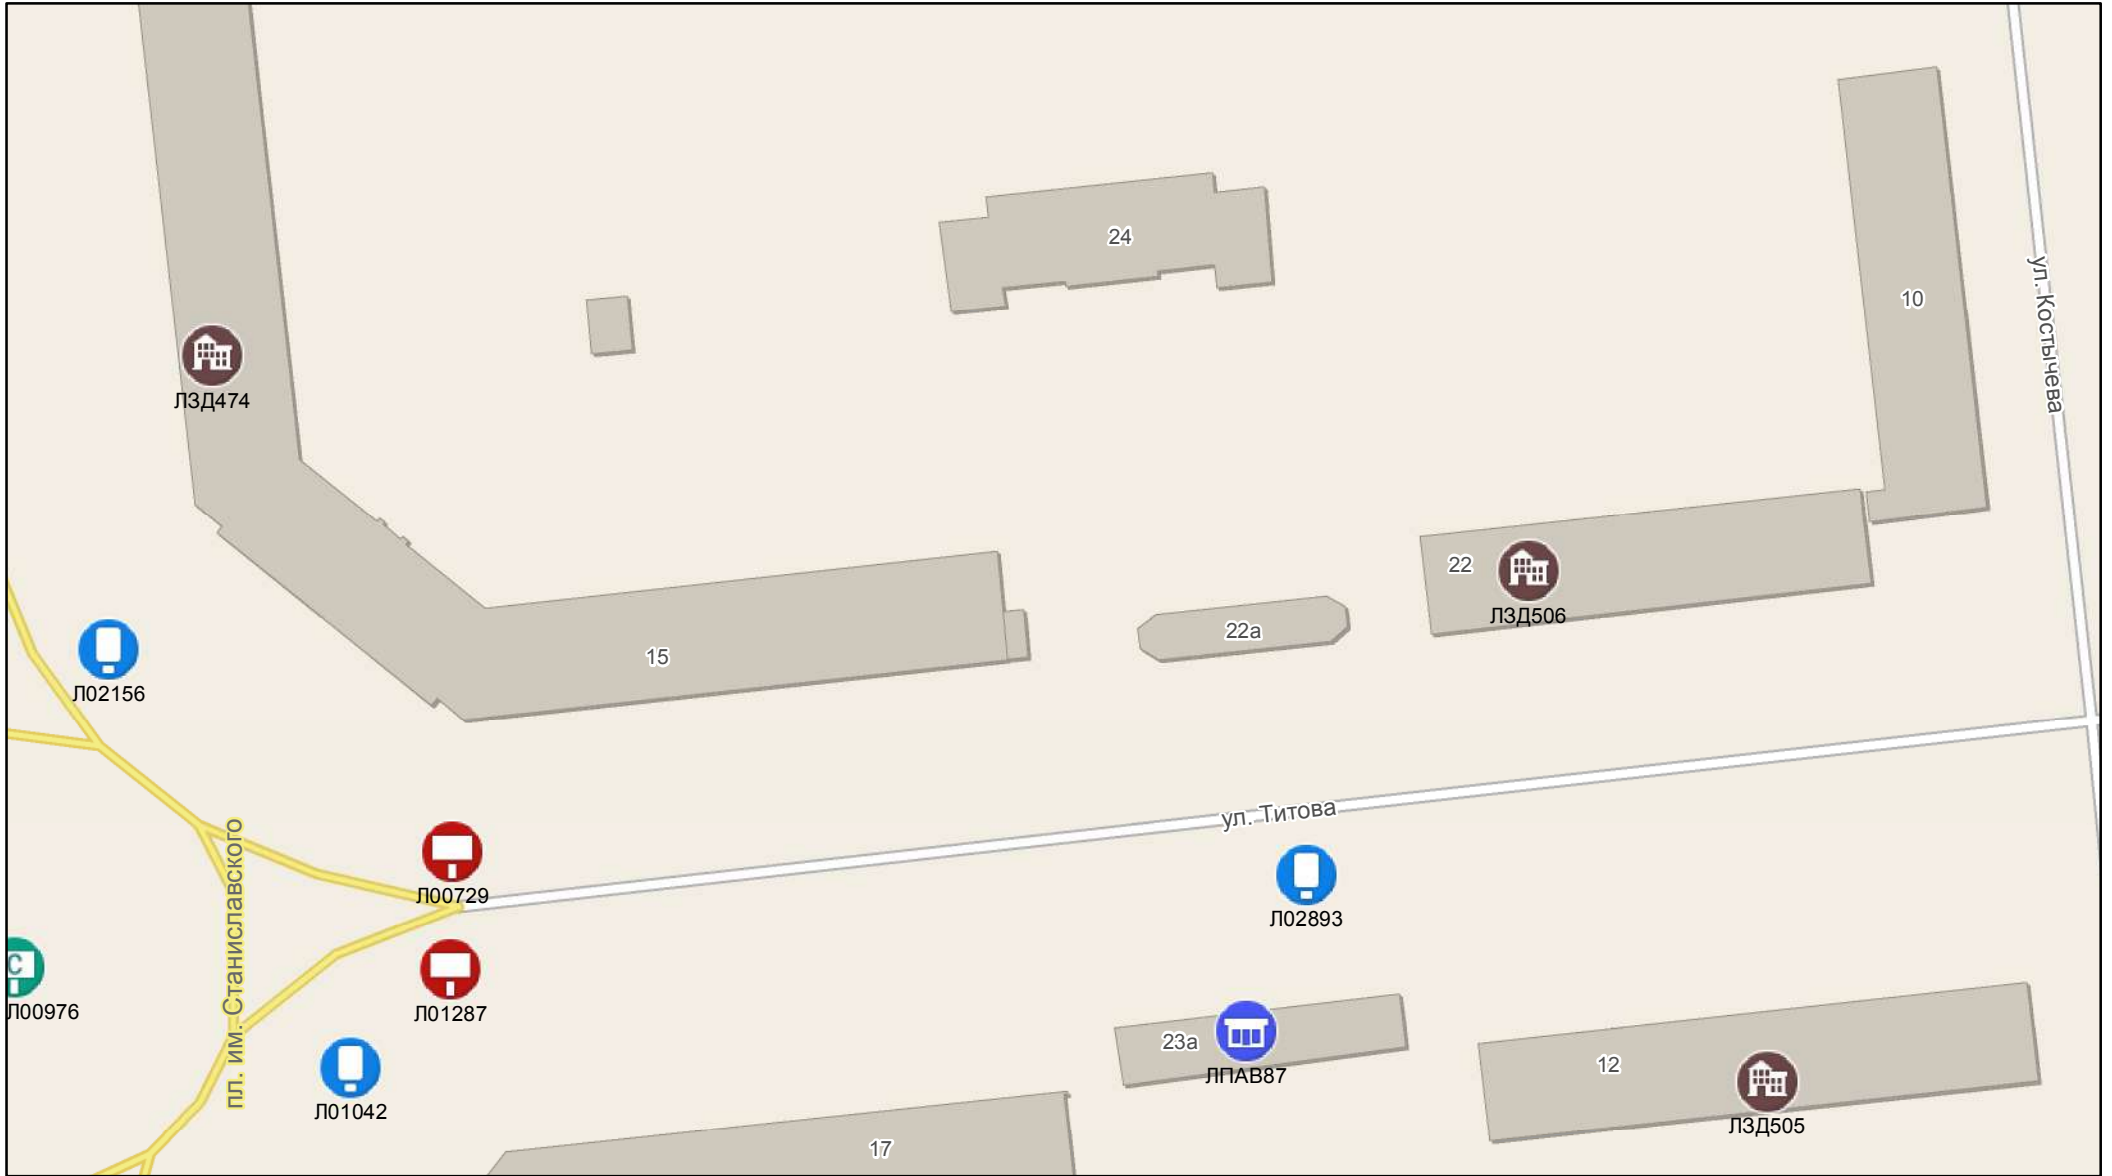 24
10
ул. Костычева
ЛЗД474
22
ЛЗД506
22а
15
Л02156
ул. Титова
Л00729
Л02893
пл. им. Станиславского
С
Л00976
Л01287
23а
ЛПАВ87
12
Л01042
ЛЗД505
17